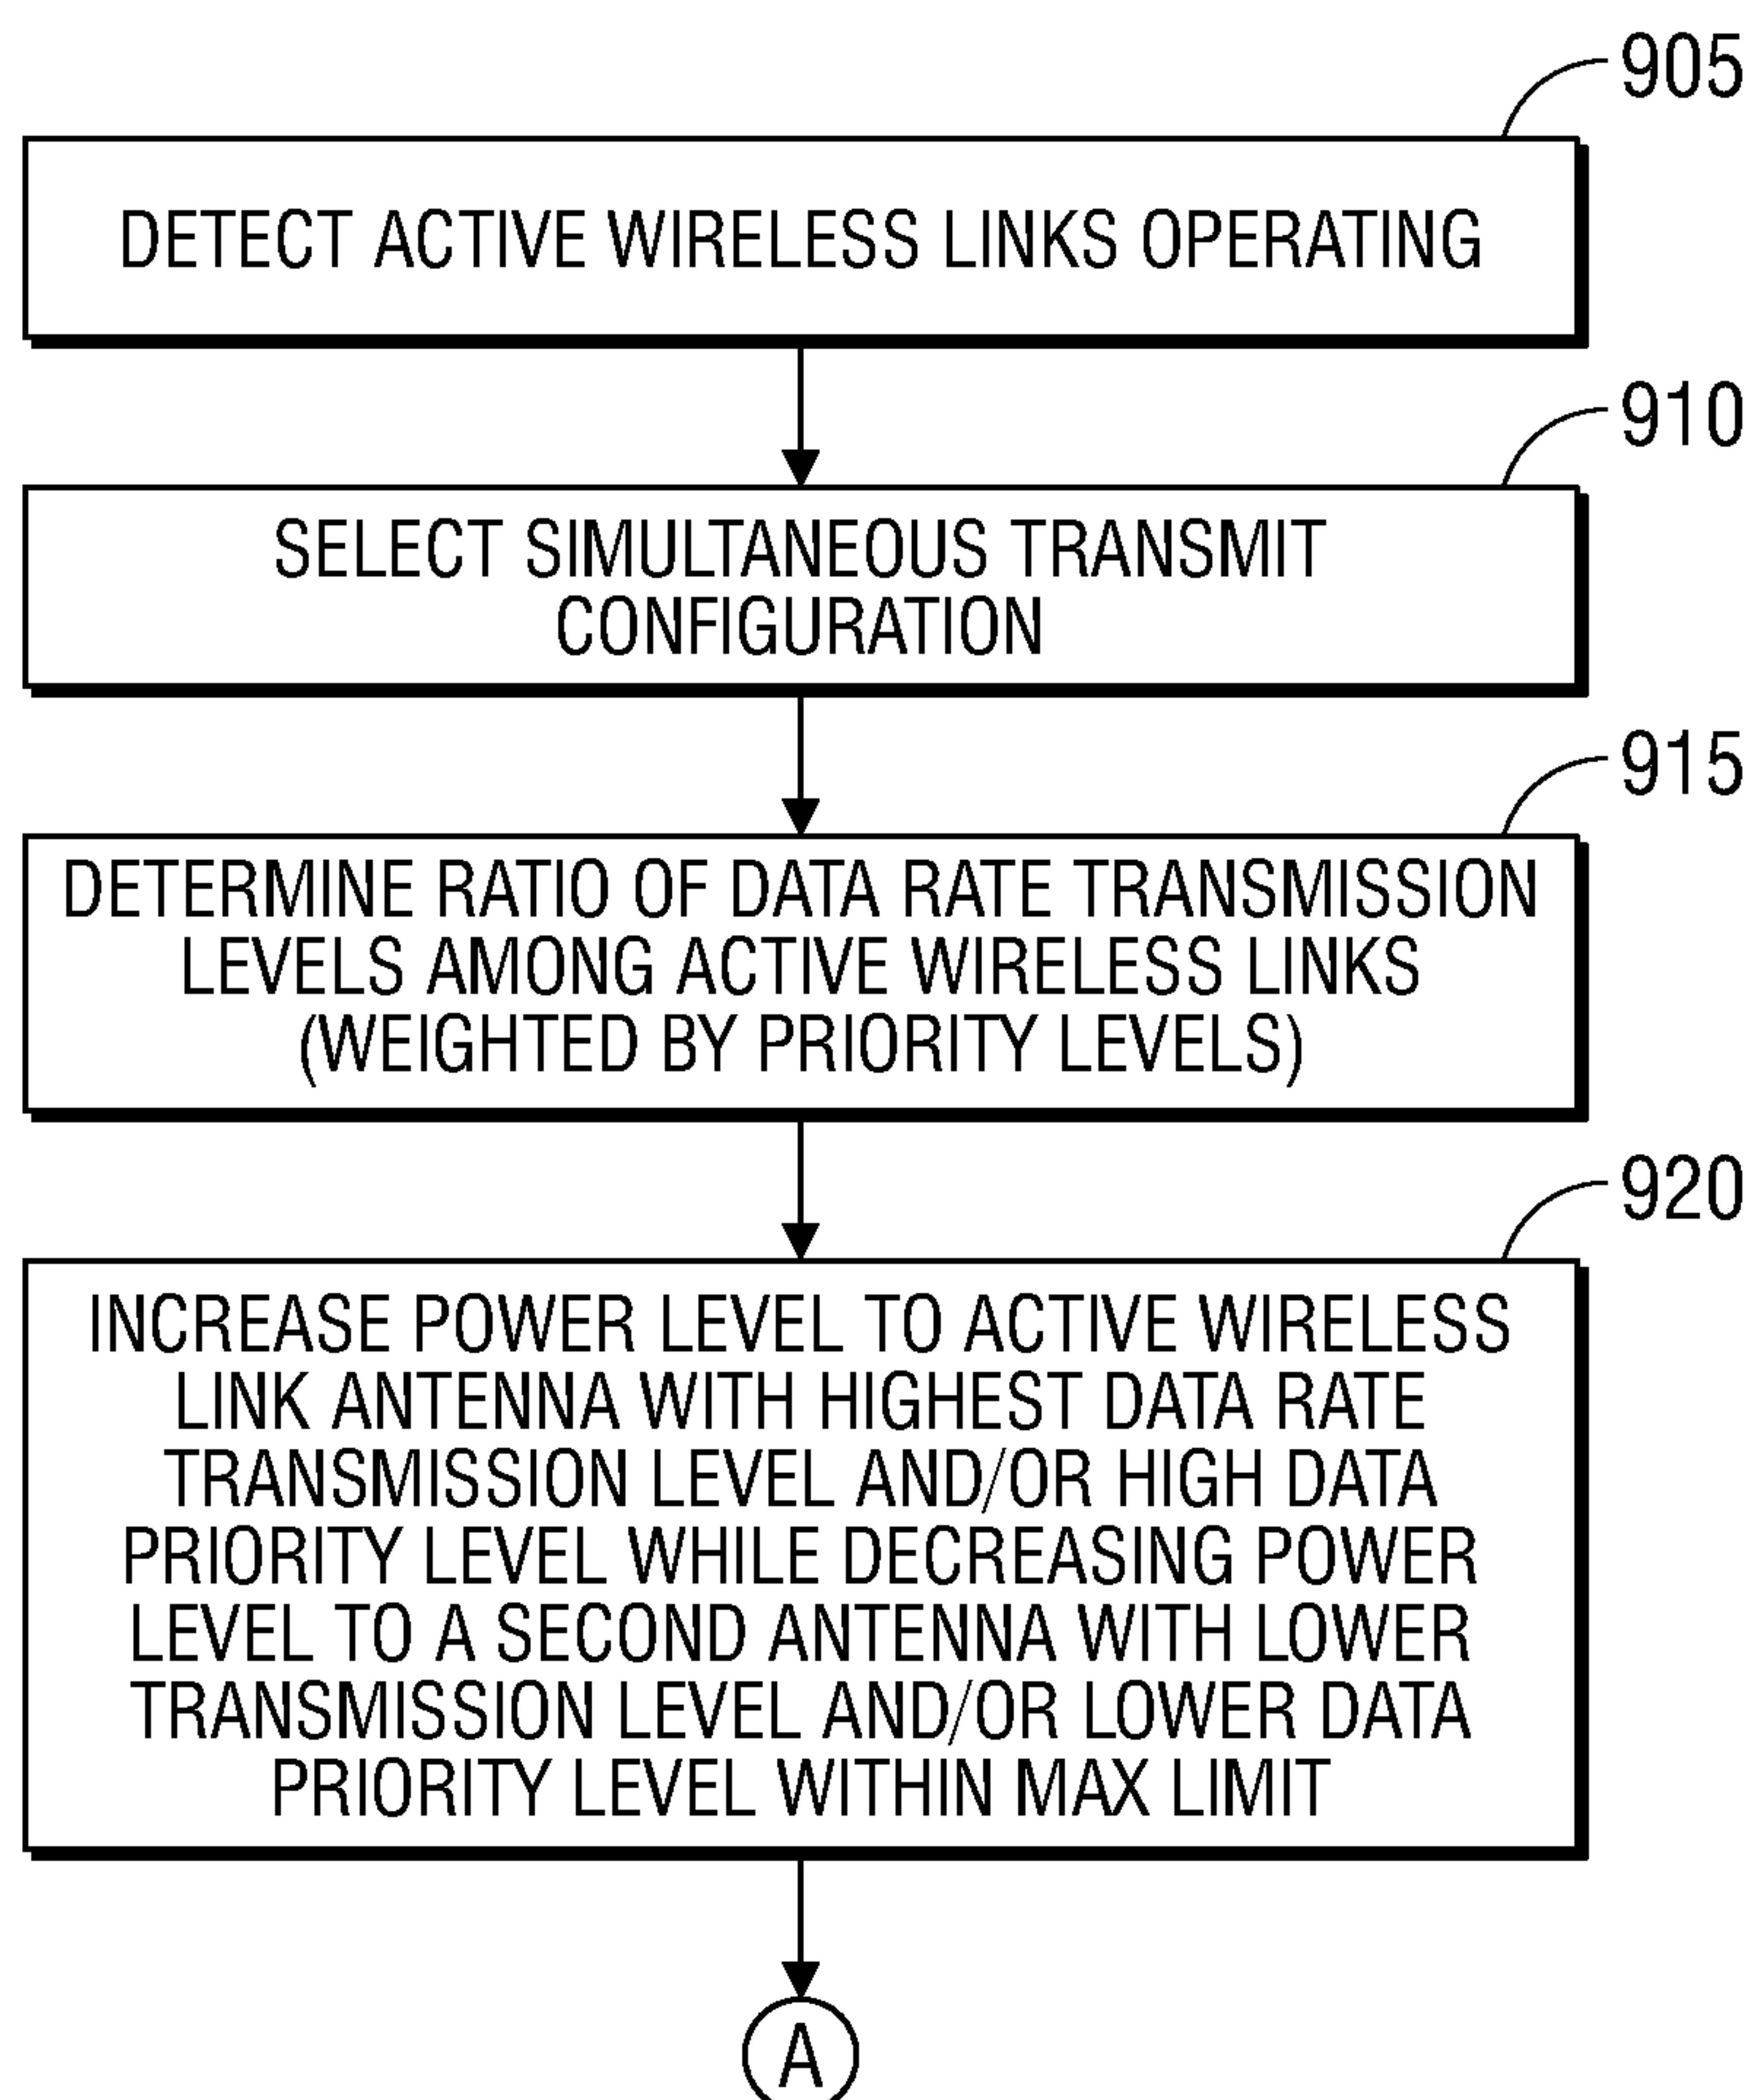 905
DETECT ACTIVE WIRELESS LINKS OPERATING
910
SELECT SIMULTANEOUS TRANSMIT
CONFIGURATION
915
DETERMINE RATIO OF DATA RATE TRANSMISSION
LEVELS AMONG ACTIVE WIRELESS LINKS
(WEIGHTED BY PRIORITY LEVELS)
920
INCREASE POWER LEVEL TO ACTIVE WIRELESS
LINK ANTENNA WITH HIGHEST DATA RATE
TRANSMISSION LEVEL AND/OR HIGH DATA
PRIORITY LEVEL WHILE DECREASING POWER
LEVEL TO A SECOND ANTENNA WITH LOWER
TRANSMISSION LEVEL AND/OR LOWER DATA
PRIORITY LEVEL WITHIN MAX LIMIT
A